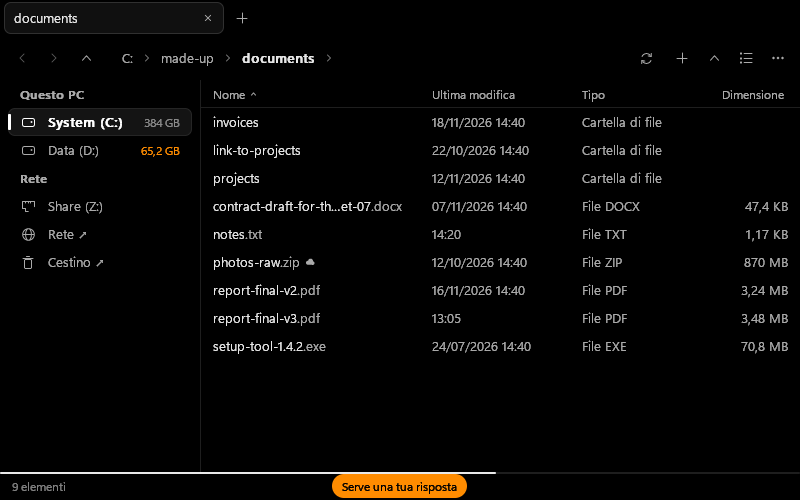 documents
C: made-up documents
Questo PC
System (C:) 384 GB
Data (D:) 65,2 GB
Rete
Share (Z:)
Rete
Cestino
Nome Ultima modifica Tipo Dimensione
invoices 18/11/2026 14:40 Cartella di file
link-to-projects 22/10/2026 14:40 Cartella di file
projects 12/11/2026 14:40 Cartella di file
contract-draft-for-th...et-07.docx 07/11/2026 14:40 File DOCX 47,4 KB
notes.txt 14:20 File TXT 1,17 KB
photos-raw.zip 12/10/2026 14:40 File ZIP 870 MB
report-final-v2.pdf 16/11/2026 14:40 File PDF 3,24 MB
report-final-v3.pdf 13:05 File PDF 3,48 MB
setup-tool-1.4.2.exe 24/07/2026 14:40 File EXE 70,8 MB
9 elementi
Serve una tua risposta